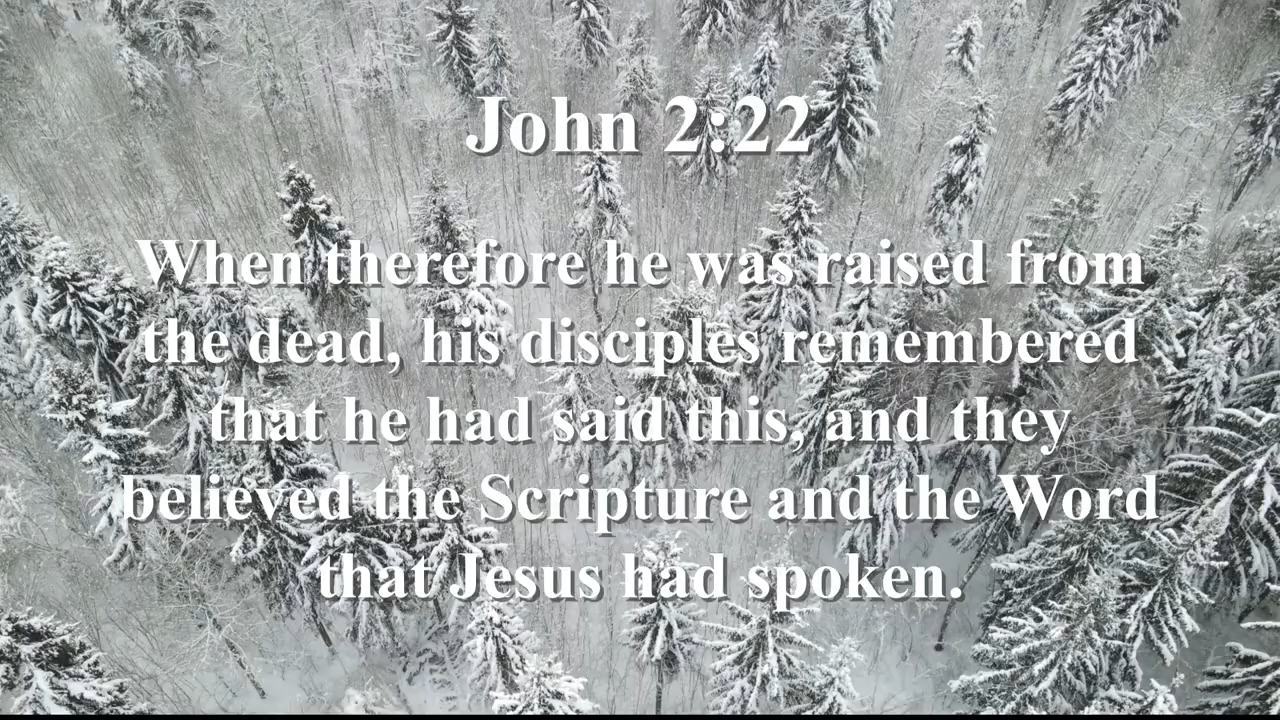 John 2:22
When therefore he was raised from
the dead, his disciples remembered
that he had said this, and they
believed the Scripture and the Word
that Jesus had spoken.